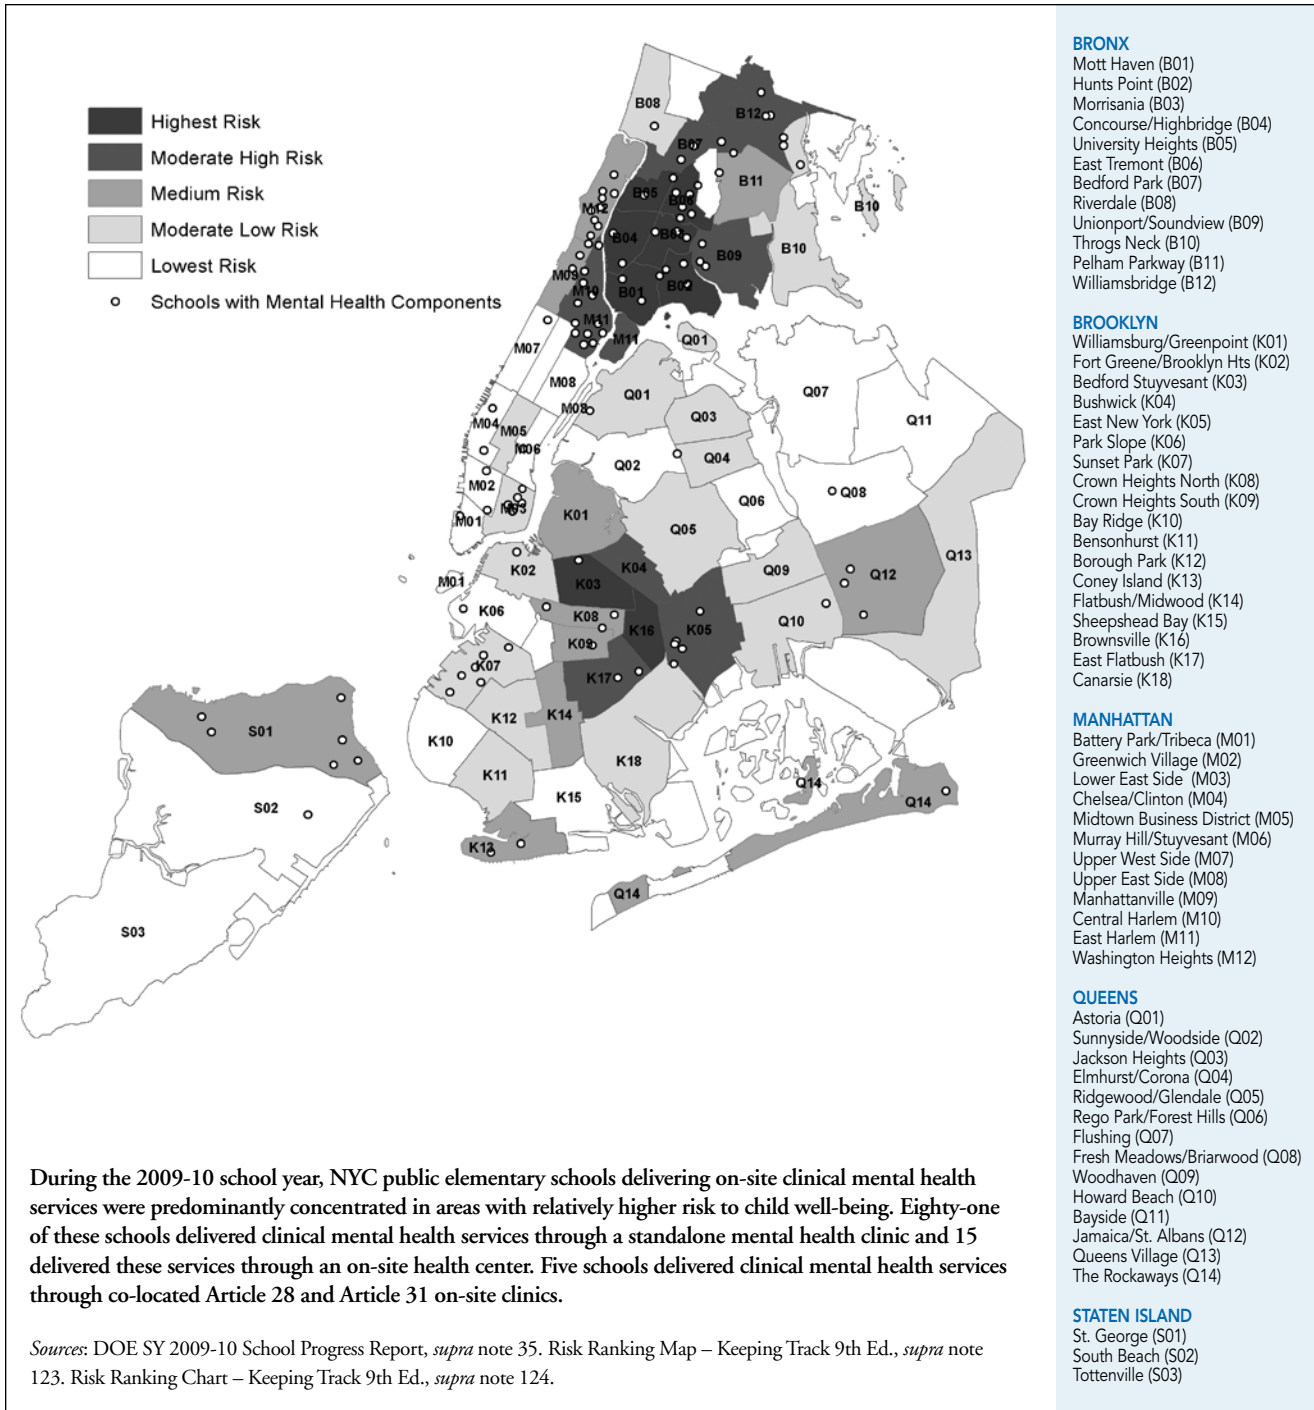 Highest Risk
Moderate High Risk
Medium Risk
Moderate Low Risk
Lowest Risk
Schools with Mental Health Components
B08
B12
B07
B11
B10
B05
B06
M12
B04
B03
B10
B09
M09
M10
B01
B02
M11
M11
Q01
M07
M08
Q07
M08
Q01
Q03
Q11
M04
M05
M06
Q02
Q04
M02
Q06
Q08
M03
M01
K01
Q05
K02
K04
Q09
Q12
Q13
M01
K03
K06
K08
K16
K05
Q10
K09
K07
K17
K12
K14
S01
K10
K18
K11
Q14
K15
Q14
S02
K13
Q14
S03
During the 2009-10 school year, NYC public elementary schools delivering on-site clinical mental health
services were predominantly concentrated in areas with relatively higher risk to child well-being. Eighty-one
of these schools delivered clinical mental health services through a standalone mental health clinic and 15
delivered these services through an on-site health center. Five schools delivered clinical mental health services
through co-located Article 28 and Article 31 on-site clinics.
Sources: DOE SY 2009-10 School Progress Report, supra note 35. Risk Ranking Map – Keeping Track 9th Ed., supra note
123. Risk Ranking Chart – Keeping Track 9th Ed., supra note 124.
BRONX
Mott Haven (B01)
Hunts Point (B02)
Morrisania (B03)
Concourse/Highbridge (B04)
University Heights (B05)
East Tremont (B06)
Bedford Park (B07)
Riverdale (B08)
Unionport/Soundview (B09)
Throgs Neck (B10)
Pelham Parkway (B11)
Williamsbridge (B12)
BROOKLYN
Williamsburg/Greenpoint (K01)
Fort Greene/Brooklyn Hts (K02)
Bedford Stuyvesant (K03)
Bushwick (K04)
East New York (K05)
Park Slope (K06)
Sunset Park (K07)
Crown Heights North (K08)
Crown Heights South (K09)
Bay Ridge (K10)
Bensonhurst (K11)
Borough Park (K12)
Coney Island (K13)
Flatbush/Midwood (K14)
Sheepshead Bay (K15)
Brownsville (K16)
East Flatbush (K17)
Canarsie (K18)
MANHATTAN
Battery Park/Tribeca (M01)
Greenwich Village (M02)
Lower East Side (M03)
Chelsea/Clinton (M04)
Midtown Business District (M05)
Murray Hill/Stuyvesant (M06)
Upper West Side (M07)
Upper East Side (M08)
Manhattanville (M09)
Central Harlem (M10)
East Harlem (M11)
Washington Heights (M12)
QUEENS
Astoria (Q01)
Sunnyside/Woodside (Q02)
Jackson Heights (Q03)
Elmhurst/Corona (Q04)
Ridgewood/Glendale (Q05)
Rego Park/Forest Hills (Q06)
Flushing (Q07)
Fresh Meadows/Briarwood (Q08)
Woodhaven (Q09)
Howard Beach (Q10)
Bayside (Q11)
Jamaica/St. Albans (Q12)
Queens Village (Q13)
The Rockaways (Q14)
STATEN ISLAND
St. George (S01)
South Beach (S02)
Tottenville (S03)